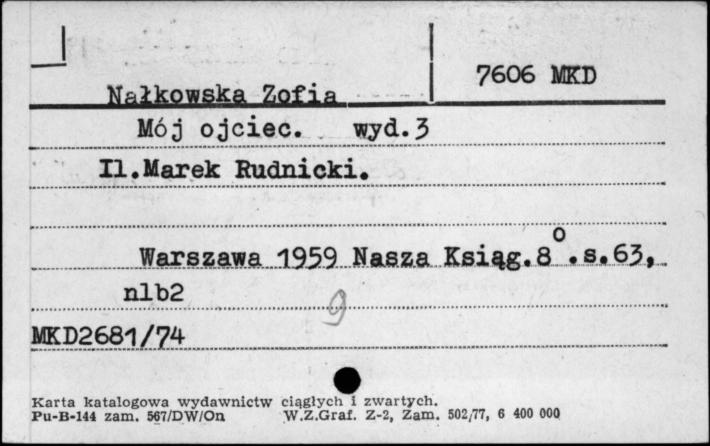 7606 MKD
Nałkowska Zofia
Mój ojciec. wyd.3
Il.Marek Rudnicki.
Warszawa 1959 Nasza Księg.8°.s.63,
nlb2
9
MKD2681/74
Karta katalogowa wydawnictw ciągłych i zwartych.
Pu-B-144 zam. 567/DW/On W.Z.Graf. Z-2, Zam. 502/77, 6 400 000